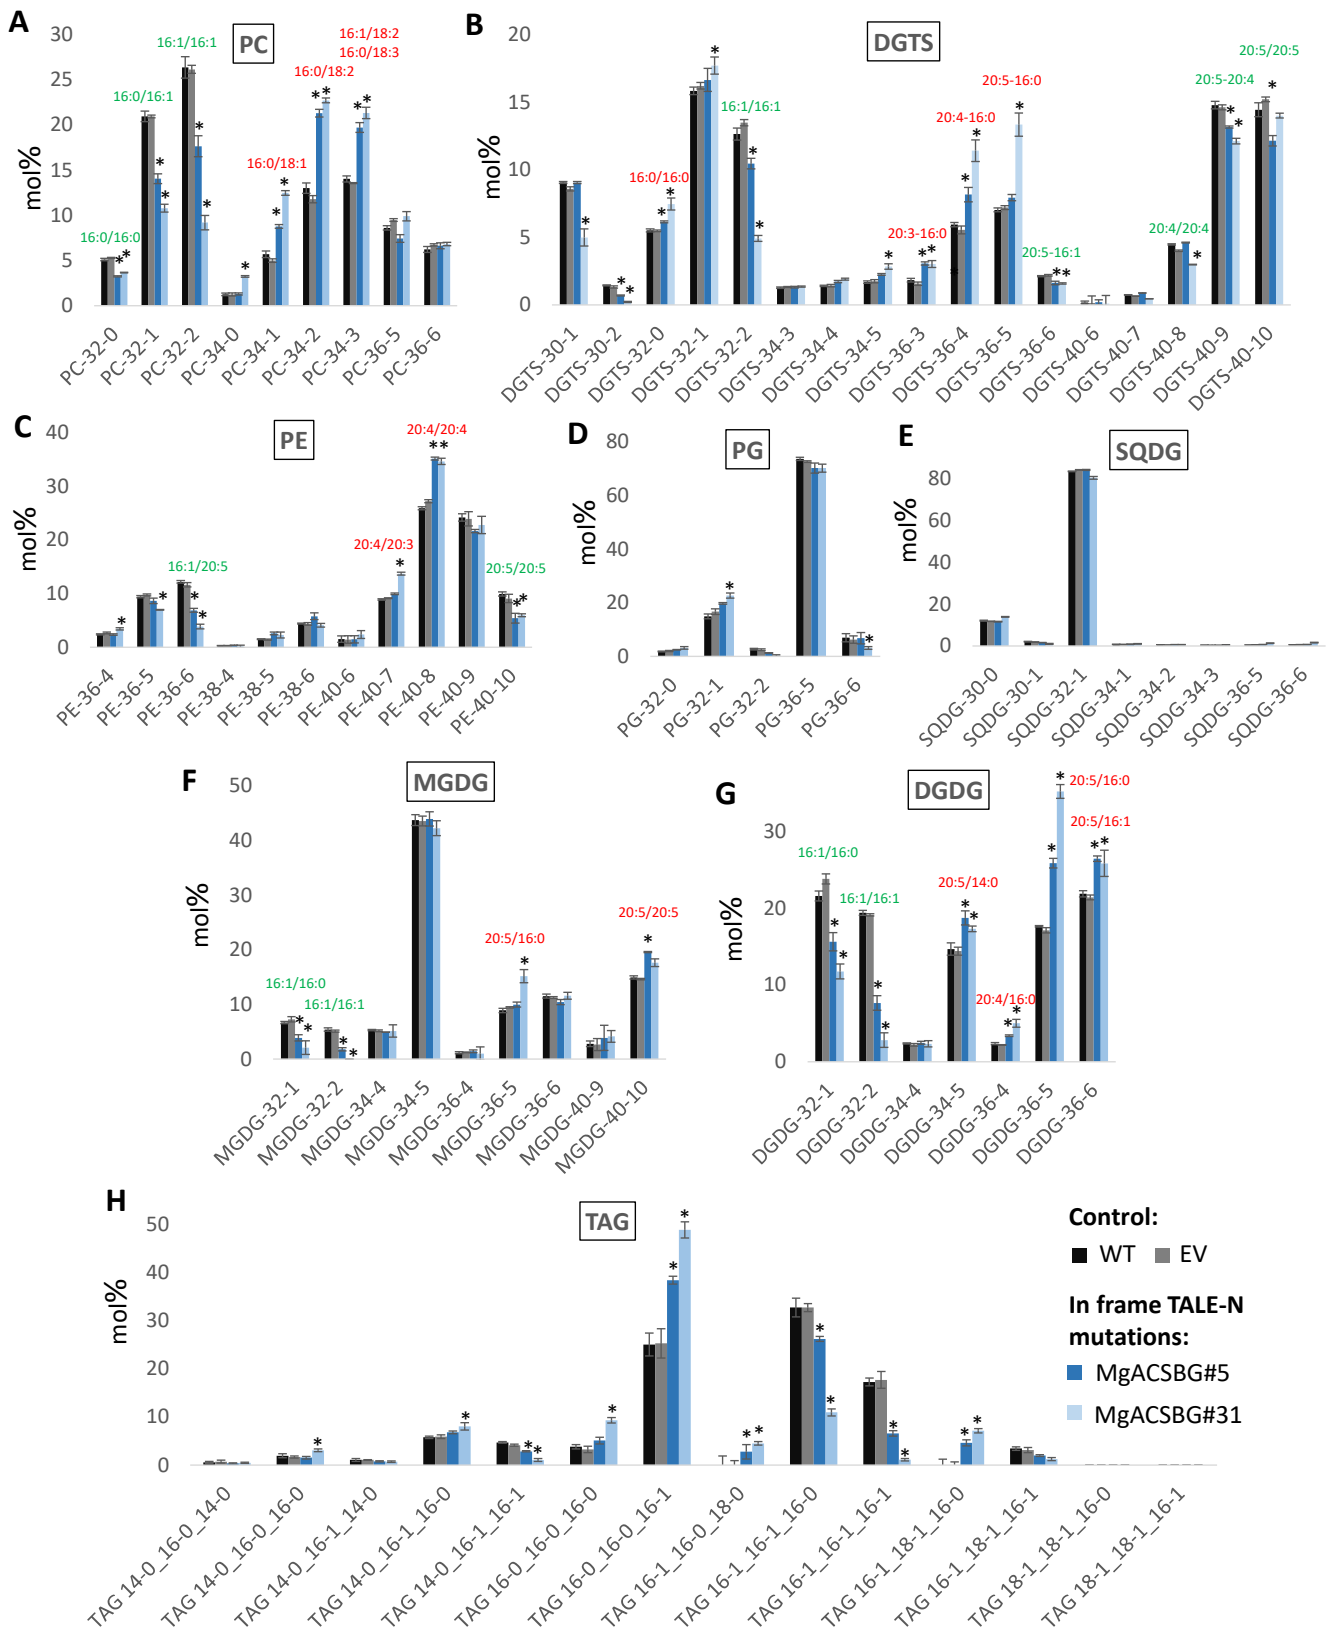 A
PC
mol%
30
25
20
15
10
5
0
16:0/16:0
16:0/16:1
16:1/16:1
16:0/18:1
16:0/18:2
16:1/18:2
16:0/18:3
* * * * * * * * * * * * *
PC-32-0
PC-32-1
PC-32-2
PC-34-0
PC-34-1
PC-34-2
PC-34-3
PC-36-5
PC-36-6
B
DGTS
20
15
10
5
0
16:0/16:0
16:1/16:1
20:3-16:0
20:4-16:0
20:5-16:0
20:5-16:1
20:4/20:4
20:5-20:4
20:5/20:5
DGTS-30-1
DGTS-30-2
DGTS-32-0
DGTS-32-1
DGTS-32-2
DGTS-34-3
DGTS-34-4
DGTS-34-5
DGTS-36-3
DGTS-36-4
DGTS-36-5
DGTS-36-6
DGTS-40-6
DGTS-40-7
DGTS-40-8
DGTS-40-9
DGTS-40-10
C
PE
mol%
40
30
20
10
0
16:1/20:5
20:4/20:3
20:4/20:4
20:5/20:5
PE-36-4
PE-36-5
PE-36-6
PE-38-4
PE-38-5
PE-38-6
PE-40-6
PE-40-7
PE-40-8
PE-40-9
PE-40-10
D
PG
mol%
80
60
40
20
0
PG-32-0
PG-32-1
PG-32-2
PG-36-5
PG-36-6
E
SQDG
mol%
80
60
40
20
0
SQDG-30-0
SQDG-30-1
SQDG-32-1
SQDG-34-1
SQDG-34-2
SQDG-34-3
SQDG-36-5
SQDG-36-6
F
MGDG
mol%
50
40
30
20
10
0
16:1/16:0
16:1/16:1
20:5/16:0
20:5/20:5
MGDG-32-1
MGDG-32-2
MGDG-34-4
MGDG-34-5
MGDG-36-4
MGDG-36-5
MGDG-36-6
MGDG-40-9
MGDG-40-10
G
DGDG
mol%
30
20
10
0
16:1/16:0
16:1/16:1
20:5/14:0
20:4/16:0
20:5/16:0
20:5/16:1
DGDG-32-1
DGDG-32-2
DGDG-34-4
DGDG-34-5
DGDG-36-4
DGDG-36-5
DGDG-36-6
H
TAG
mol%
50
40
30
20
10
0
TAG 14-0_16-0_14-0
TAG 14-0_16-0_16-0
TAG 14-0_16-1_14-0
TAG 14-0_16-1_16-0
TAG 14-0_16-1_16-1
TAG 16-0_16-0_16-0
TAG 16-0_16-0_16-1
TAG 16-1_16-0_18-0
TAG 16-1_16-1_16-0
TAG 16-1_16-1_16-1
TAG 16-1_18-1_16-0
TAG 16-1_18-1_16-1
TAG 18-1_18-1_16-0
TAG 18-1_18-1_16-1
Control:
WT EV
In frame TALE-N
mutations:
MgACSBG#5
MgACSBG#31